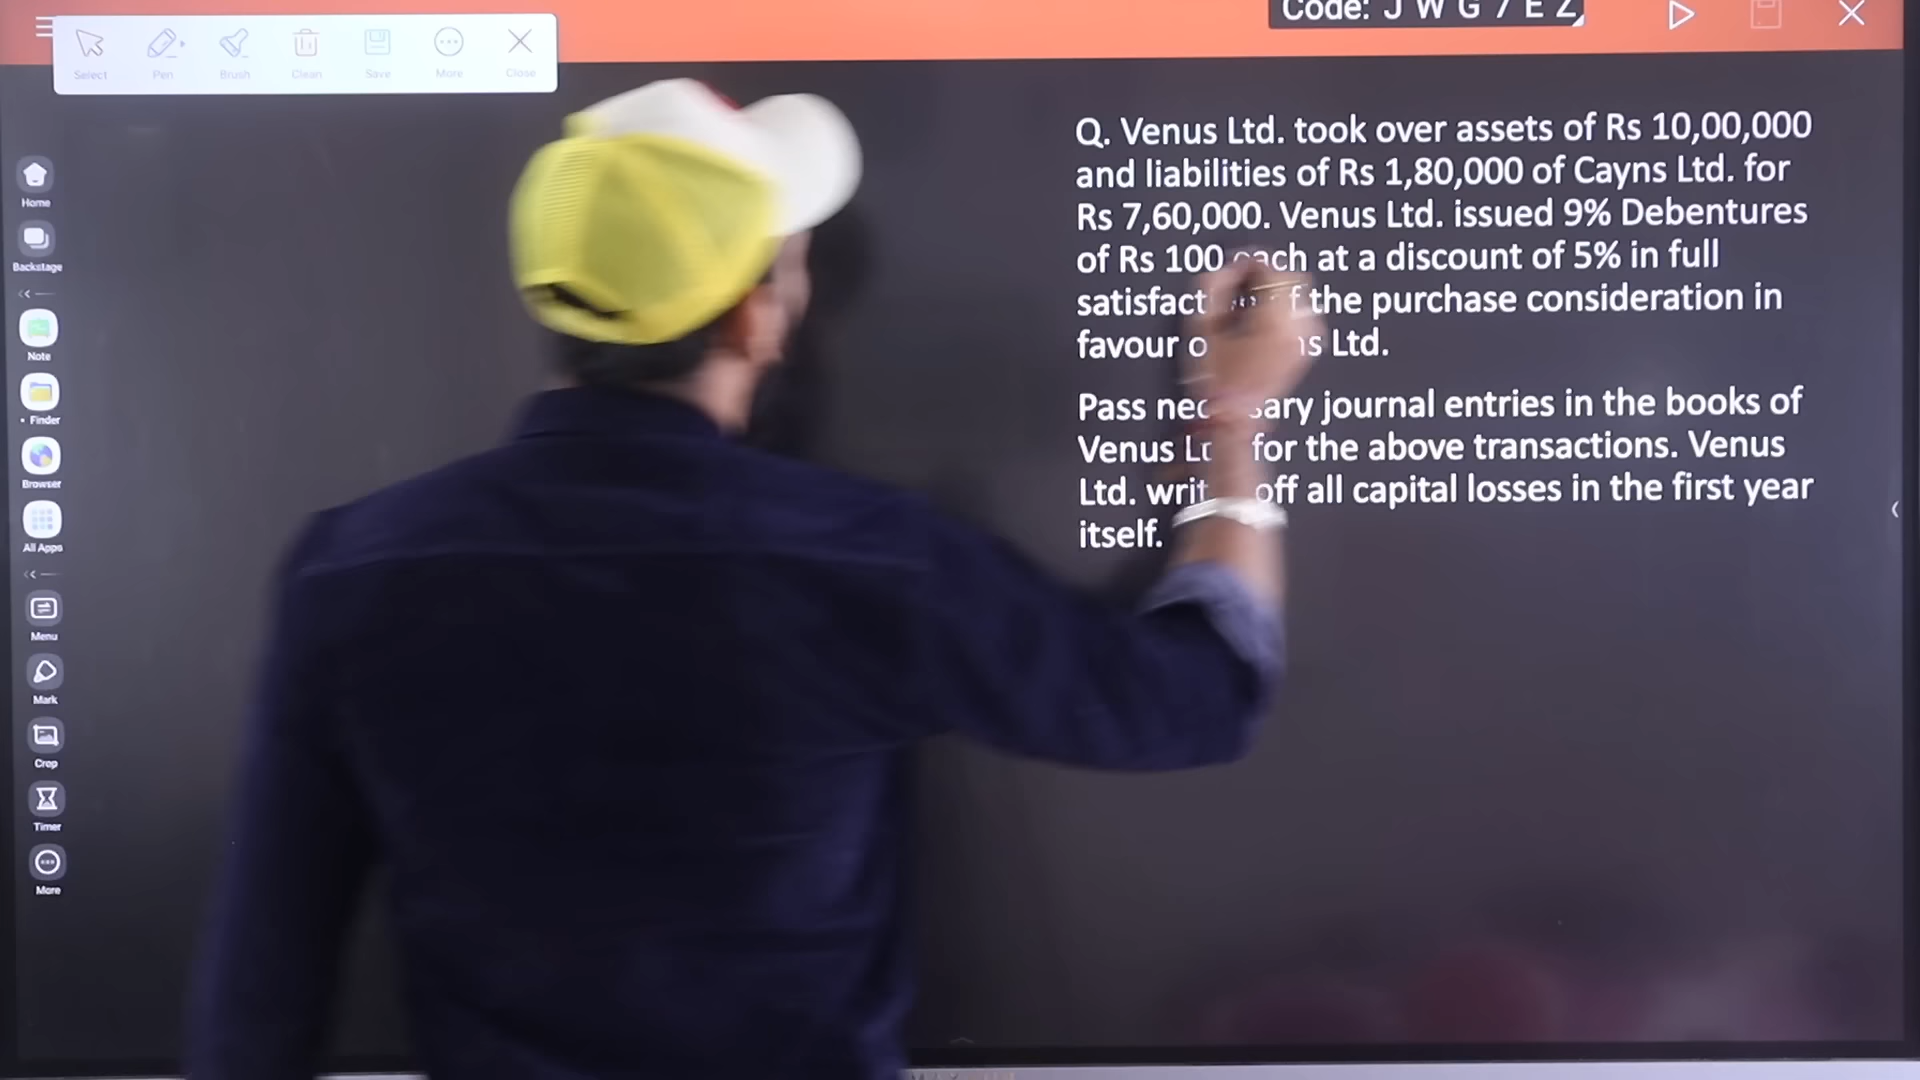 Code: J W G 7 E Z
Select Pen Brush Clean Save More Close
Home
Backstage
Note
Finder
Browser
All Apps
Menu
Mark
Crop
Timer
More
Q. Venus Ltd. took over assets of Rs 10,00,000
and liabilities of Rs 1,80,000 of Cayns Ltd. for
Rs 7,60,000. Venus Ltd. issued 9% Debentures
of Rs 100 each at a discount of 5% in full
satisfact f the purchase consideration in
favour o ns Ltd.
Pass nec sary journal entries in the books of
Venus Lt for the above transactions. Venus
Ltd. writ off all capital losses in the first year
itself.